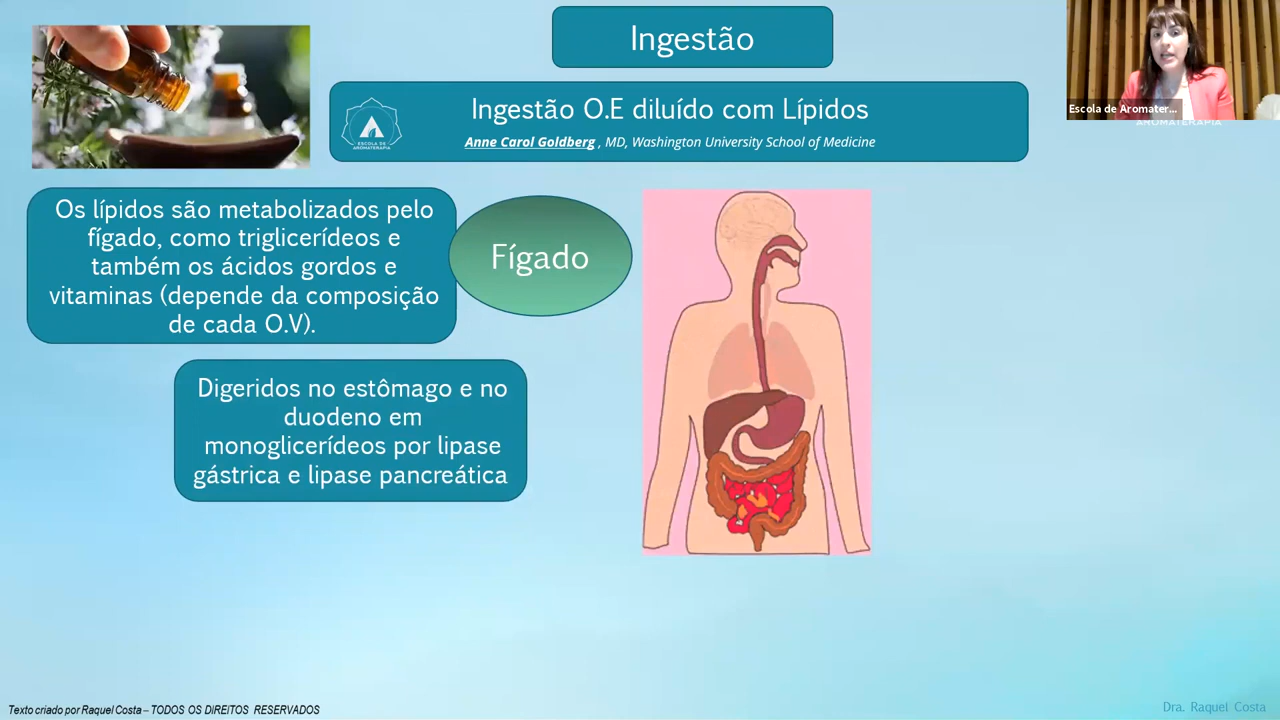 Ingestão
Ingestão O.E diluído com Lípidos
Anne Carol Goldberg , MD, Washington University School of Medicine
ESCOLA DE
AROMATERAPIA
Escola de Aromater...
AROMATERAPIA
Os lípidos são metabolizados pelo
fígado, como triglicerídeos e
também os ácidos gordos e
vitaminas (depende da composição
de cada O.V).
Fígado
Digeridos no estômago e no
duodeno em
monoglicerídeos por lipase
gástrica e lipase pancreática
Texto criado por Raquel Costa – TODOS OS DIREITOS RESERVADOS
Dra. Raquel Costa